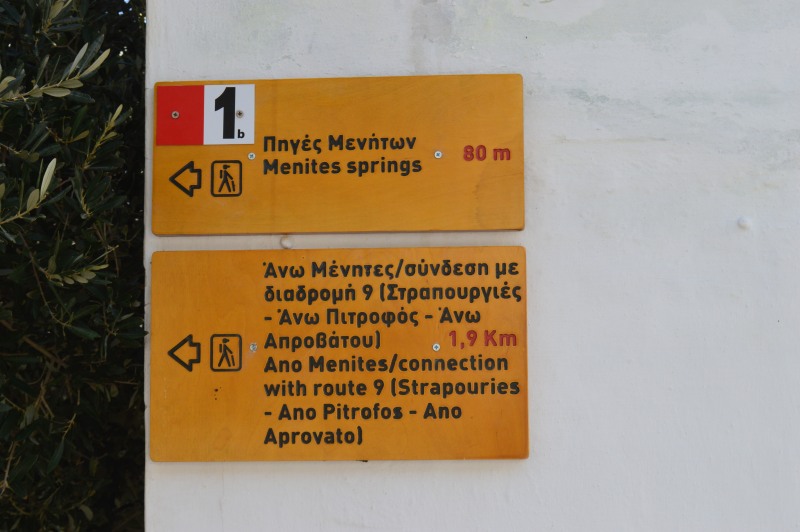 1b
Πηγές Μενήτων
Menites springs
80 m
Άνω Μένητες/σύνδεση με
διαδρομή 9 (Στραπουργιές
- Άνω Πιτροφός - Άνω
Απροβάτου)
1,9 Km
Ano Menites/connection
with route 9 (Strapouries
- Ano Pitrofos - Ano
Aprovato)